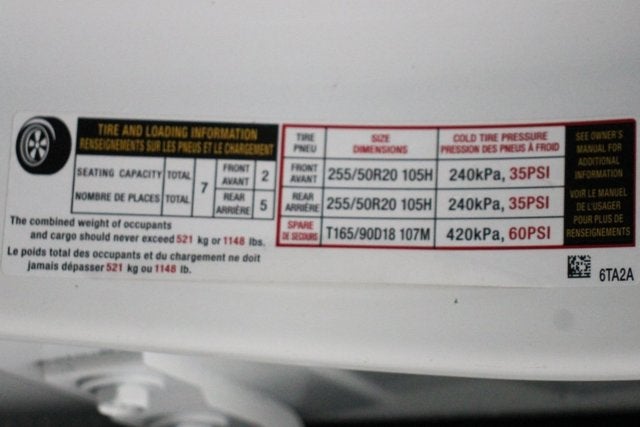 TIRE AND LOADING INFORMATION
RENSEIGNEMENTS SUR LES PNEUS ET LE CHARGEMENT
SEATING CAPACITY TOTAL 7 FRONT AVANT 2
NOMBRE DE PLACES TOTAL REAR ARRIÈRE 5
The combined weight of occupants
and cargo should never exceed 521 kg or 1148 lbs.
Le poids total des occupants et du chargement ne doit
jamais dépasser 521 kg ou 1148 lb.
TIRE PNEU SIZE DIMENSIONS COLD TIRE PRESSURE PRESSION DES PNEUS À FROID
FRONT AVANT 255/50R20 105H 240kPa, 35PSI
REAR ARRIÈRE 255/50R20 105H 240kPa, 35PSI
SPARE DE SECOURS T165/90D18 107M 420kPa, 60PSI
SEE OWNER'S
MANUAL FOR
ADDITIONAL
INFORMATION
VOIR LE MANUEL
DE L'USAGER
POUR PLUS DE
RENSEIGNEMENTS
6TA2A